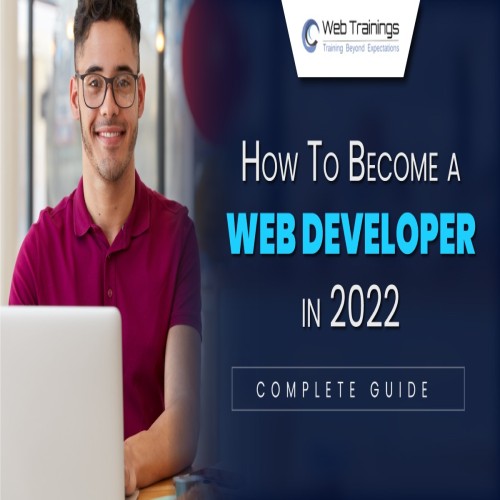 Web Trainings
Training Beyond Expectations
HOW TO BECOME A
WEB DEVELOPER
IN 2022
COMPLETE GUIDE